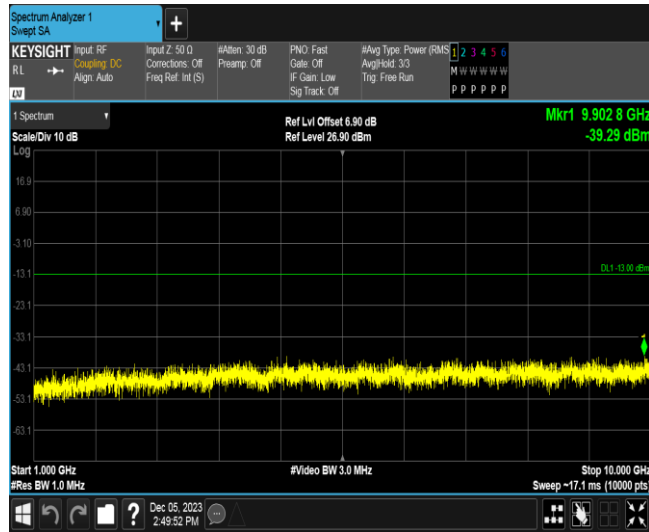 Spectrum Analyzer 1
Swept SA
+
KEYSIGHT
RL
LXI
Input: RF
Coupling: DC
Align: Auto
Input Z: 50 Ω
Corrections: Off
Freq Ref: Int (S)
#Atten: 30 dB
Preamp: Off
PNO: Fast
Gate: Off
IF Gain: Low
Sig Track: Off
#Avg Type: Power (RMS
Avg|Hold: 3/3
Trig: Free Run
1 2 3 4 5 6
M W W W W W
P P P P P P
1 Spectrum
Scale/Div 10 dB
Log
Ref Lvl Offset 6.90 dB
Ref Level 26.90 dBm
Mkr1 9.902 8 GHz
-39.29 dBm
16.9
6.90
-3.10
-13.1
DL1 -13.00 dBm
-23.1
-33.1
-43.1
-53.1
-63.1
Start 1.000 GHz
#Res BW 1.0 MHz
#Video BW 3.0 MHz
Stop 10.000 GHz
Sweep ~17.1 ms (10000 pts)
?
Dec 05, 2023
2:49:52 PM